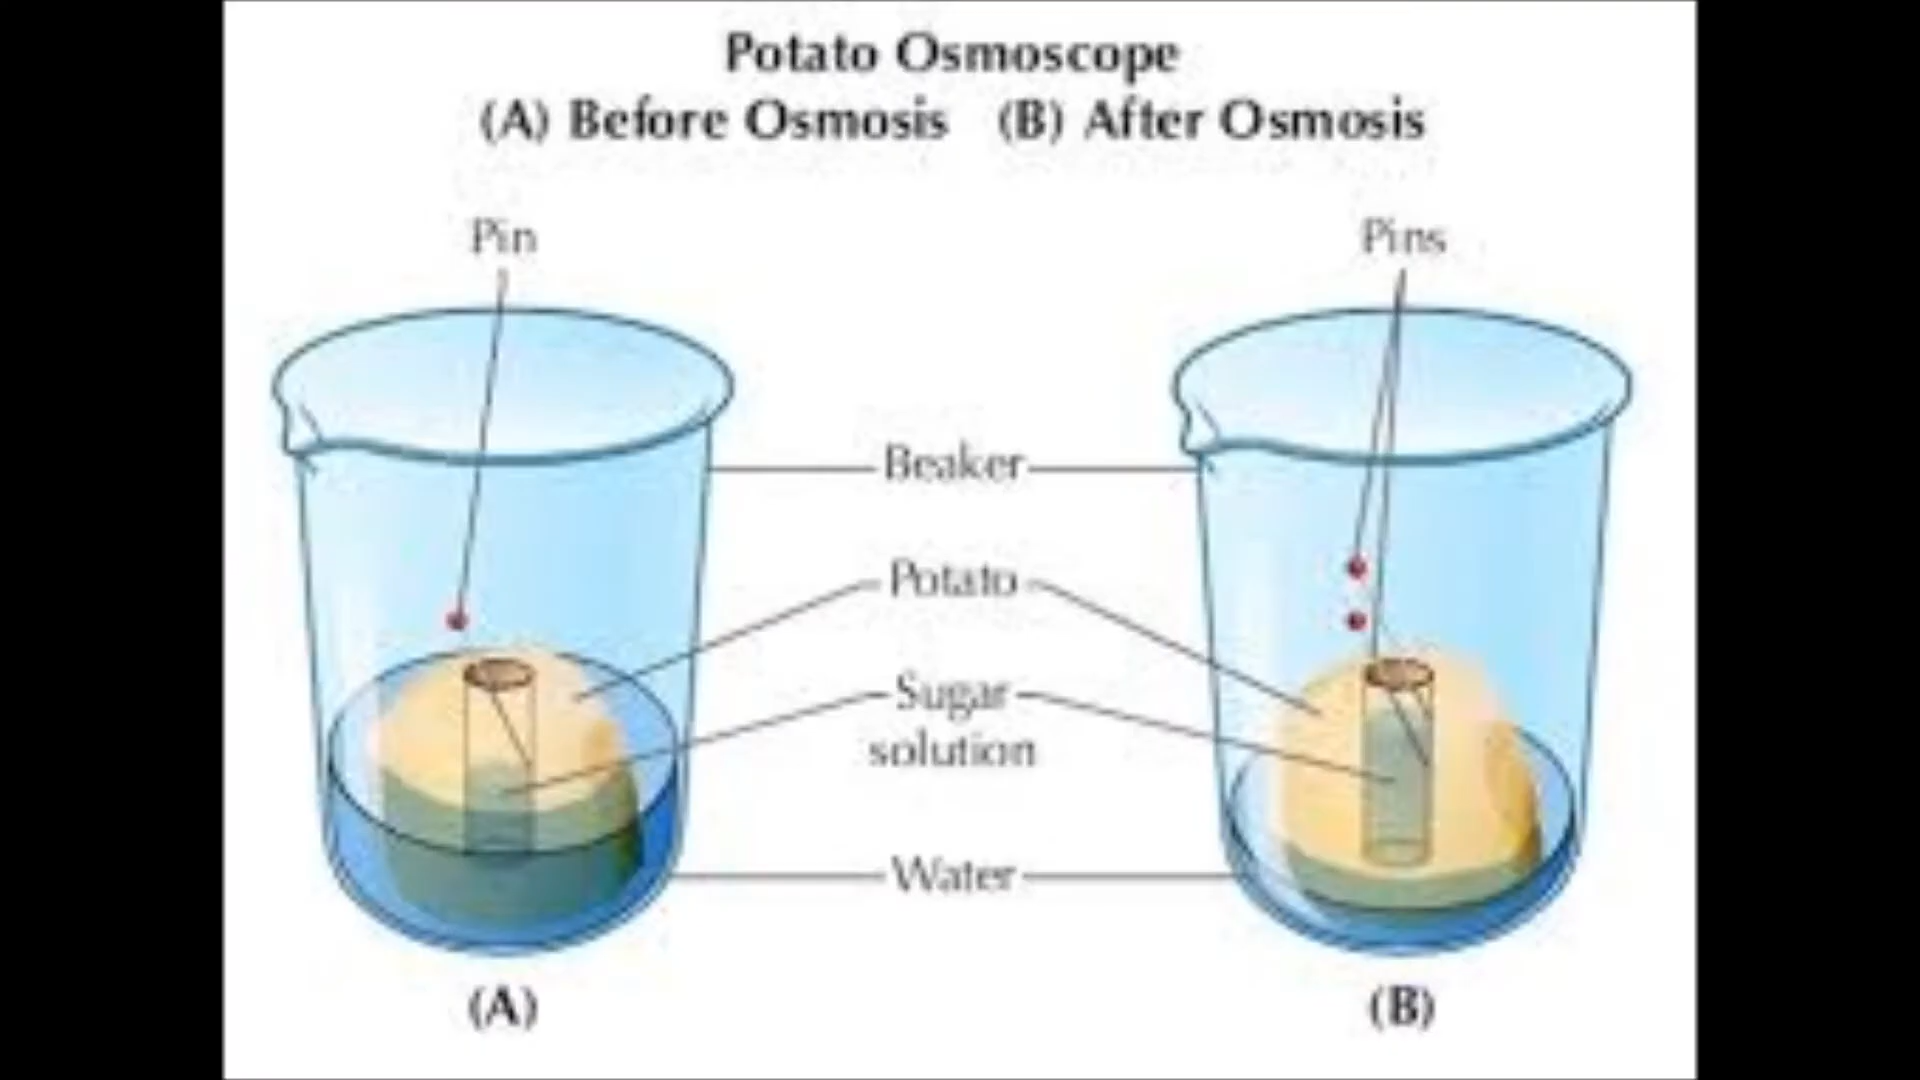 Potato Osmoscope
(A) Before Osmosis (B) After Osmosis
Pin
Pins
Beaker
Potato
Sugar
solution
Water
(A)
(B)